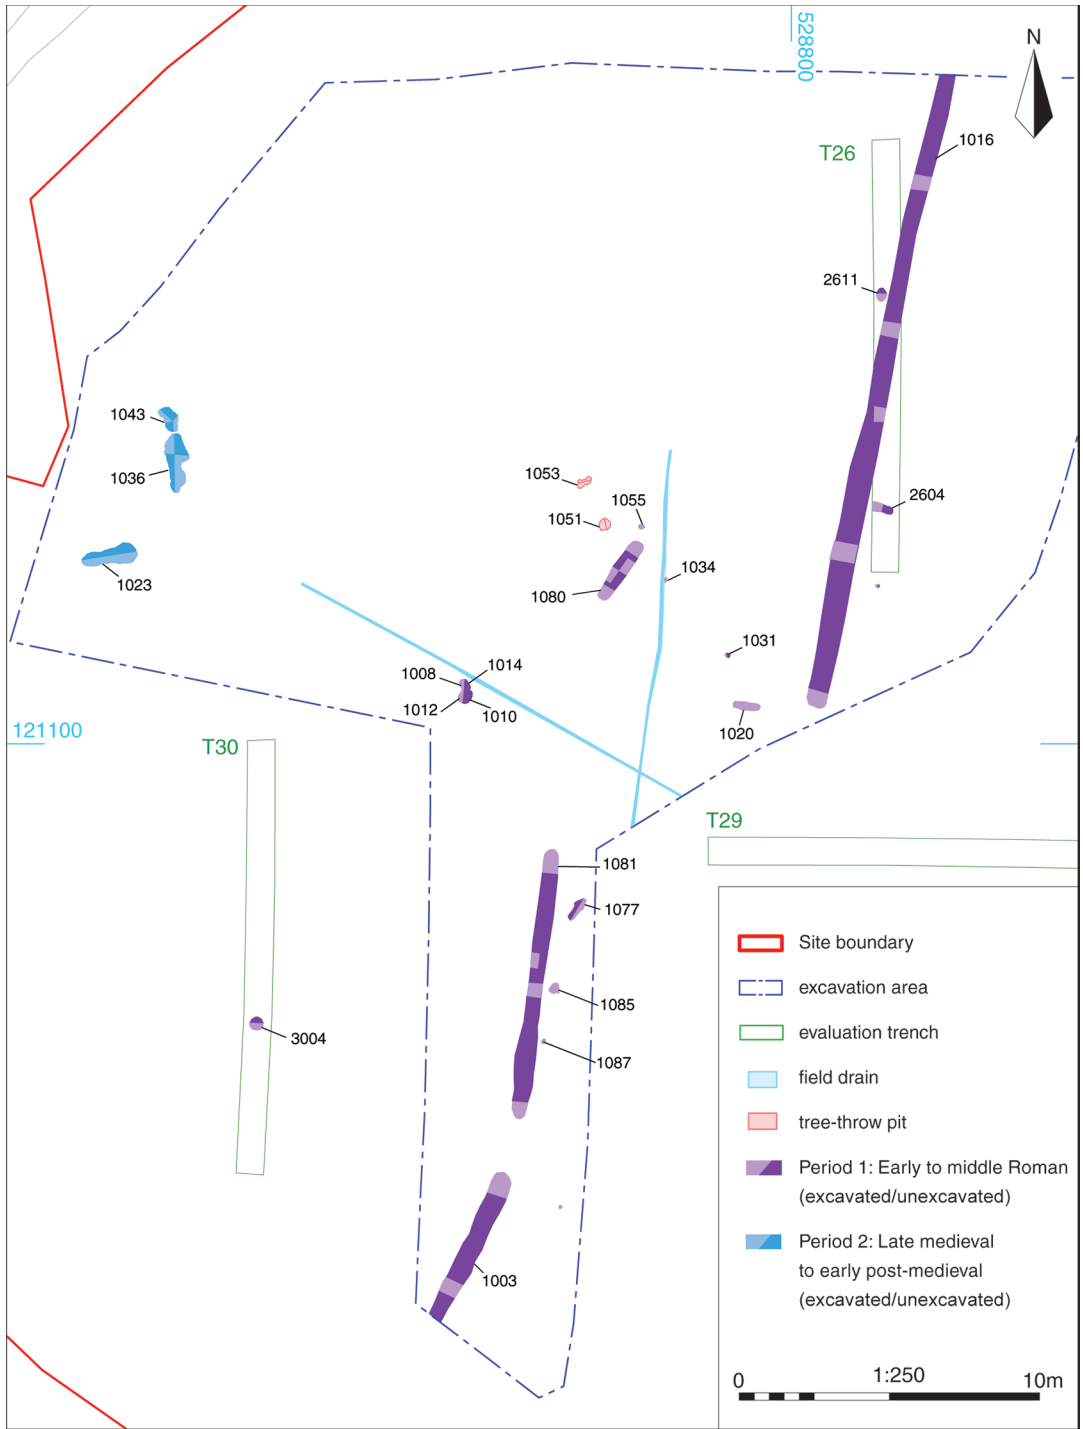 528800
N
1016
T26
2611
1043
1036
1053
1055
1051
2604
1034
1023
1080
1031
1014
1008
1012
1010
1020
121100
T30
T29
1081
1077
1085
3004
1087
1003
Site boundary
excavation area
evaluation trench
field drain
tree-throw pit
Period 1: Early to middle Roman
(excavated/unexcavated)
Period 2: Late medieval
to early post-medieval
(excavated/unexcavated)
0 1:250 10m